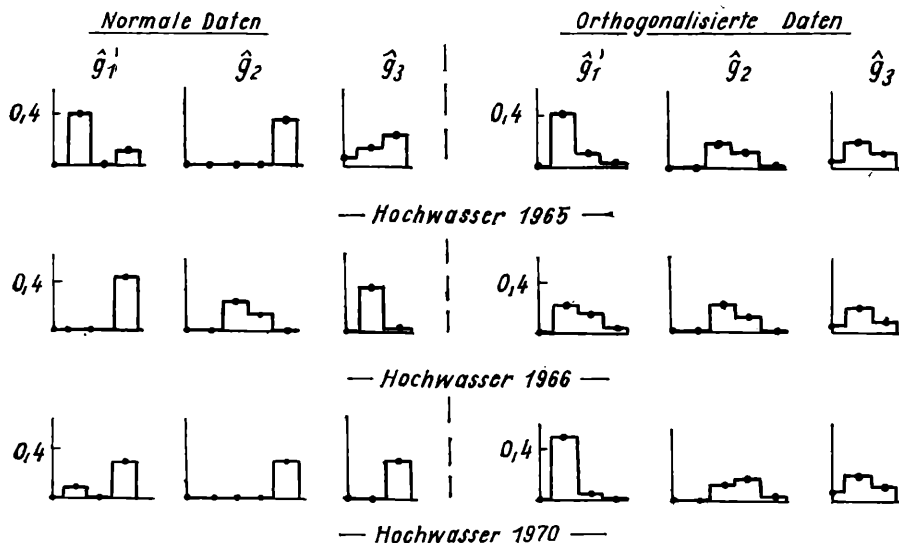 Normale Daten Orthogonalisierte Daten
ĝ₁' ĝ₂ ĝ₃ ĝ₁' ĝ₂ ĝ₃
0,4 0,4
— Hochwasser 1965 —
0,4 0,4
— Hochwasser 1966 —
0,4 0,4
— Hochwasser 1970 —